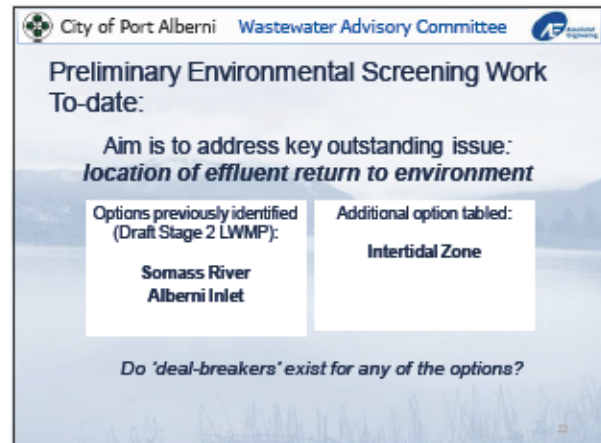 City of Port Alberni Wastewater Advisory Committee
Associated
Engineering
Preliminary Environmental Screening Work
To-date:
Aim is to address key outstanding issue:
location of effluent return to environment
Options previously identified
(Draft Stage 2 LWMP):
Somass River
Alberni Inlet
Additional option tabled:
Intertidal Zone
Do 'deal-breakers' exist for any of the options?